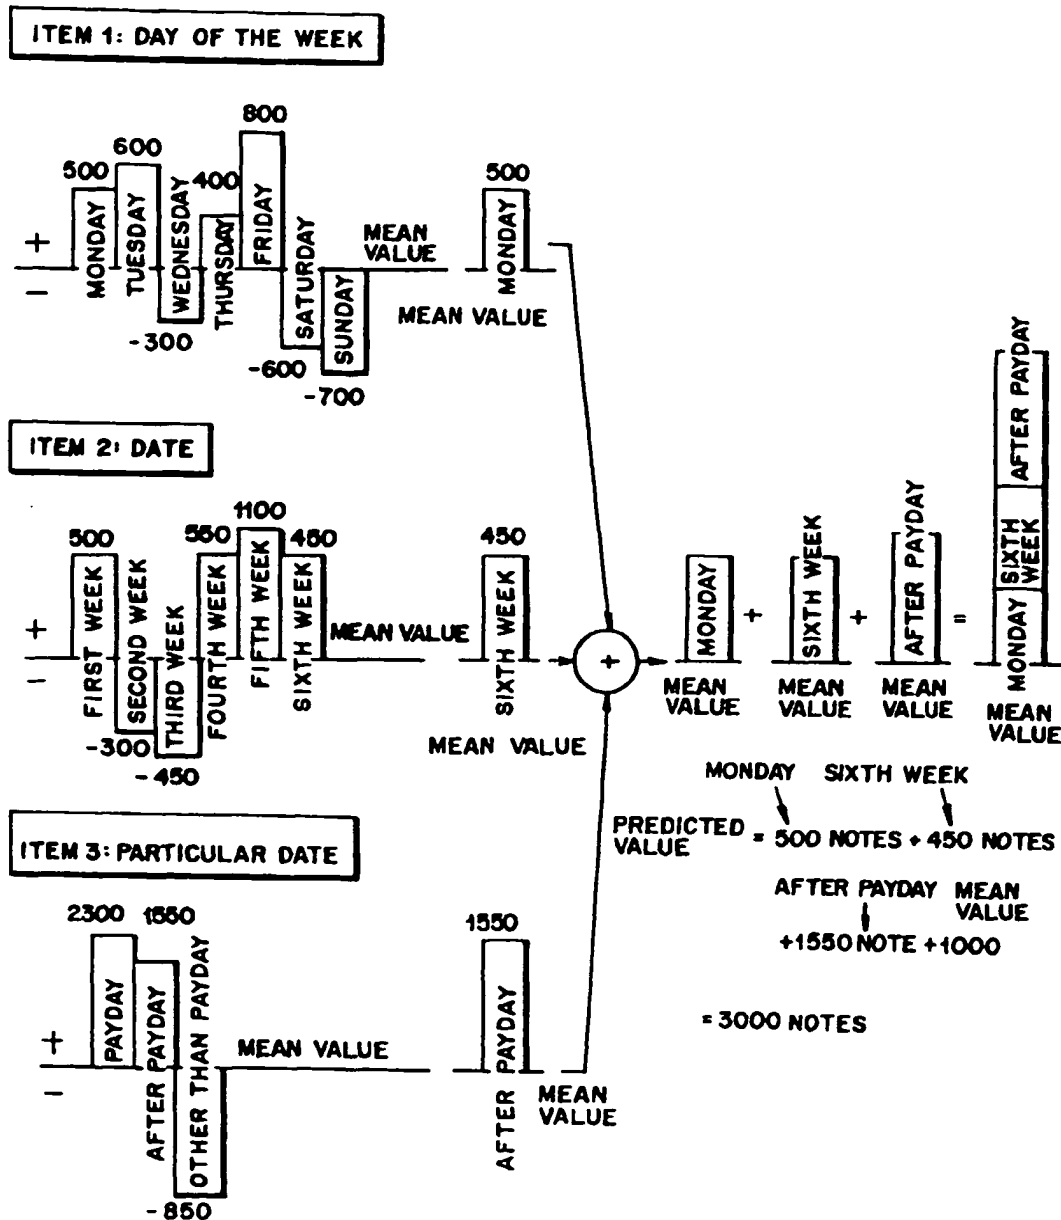 ITEM 1: DAY OF THE WEEK
800
600
500
400
500
+
−
MONDAY
TUESDAY
WEDNESDAY
THURSDAY
FRIDAY
SATURDAY
SUNDAY
MEAN
VALUE
MONDAY
MEAN VALUE
-300
-600
-700
ITEM 2: DATE
500
550
1100
450
450
+
−
FIRST WEEK
SECOND WEEK
THIRD WEEK
FOURTH WEEK
FIFTH WEEK
SIXTH WEEK
MEAN VALUE
SIXTH WEEK
MEAN VALUE
-300
-450
+
MONDAY
+
SIXTH WEEK
+
AFTER PAYDAY
=
AFTER PAYDAY
SIXTH
WEEK
MONDAY
MEAN
VALUE
MEAN
VALUE
MEAN
VALUE
MEAN
VALUE
MONDAY SIXTH WEEK
PREDICTED
VALUE
= 500 NOTES + 450 NOTES
AFTER PAYDAY MEAN
VALUE
+1550 NOTE +1000
= 3000 NOTES
ITEM 3: PARTICULAR DATE
2300
1550
1550
+
−
PAYDAY
AFTER PAYDAY
OTHER THAN PAYDAY
MEAN VALUE
AFTER PAYDAY
MEAN
VALUE
-850